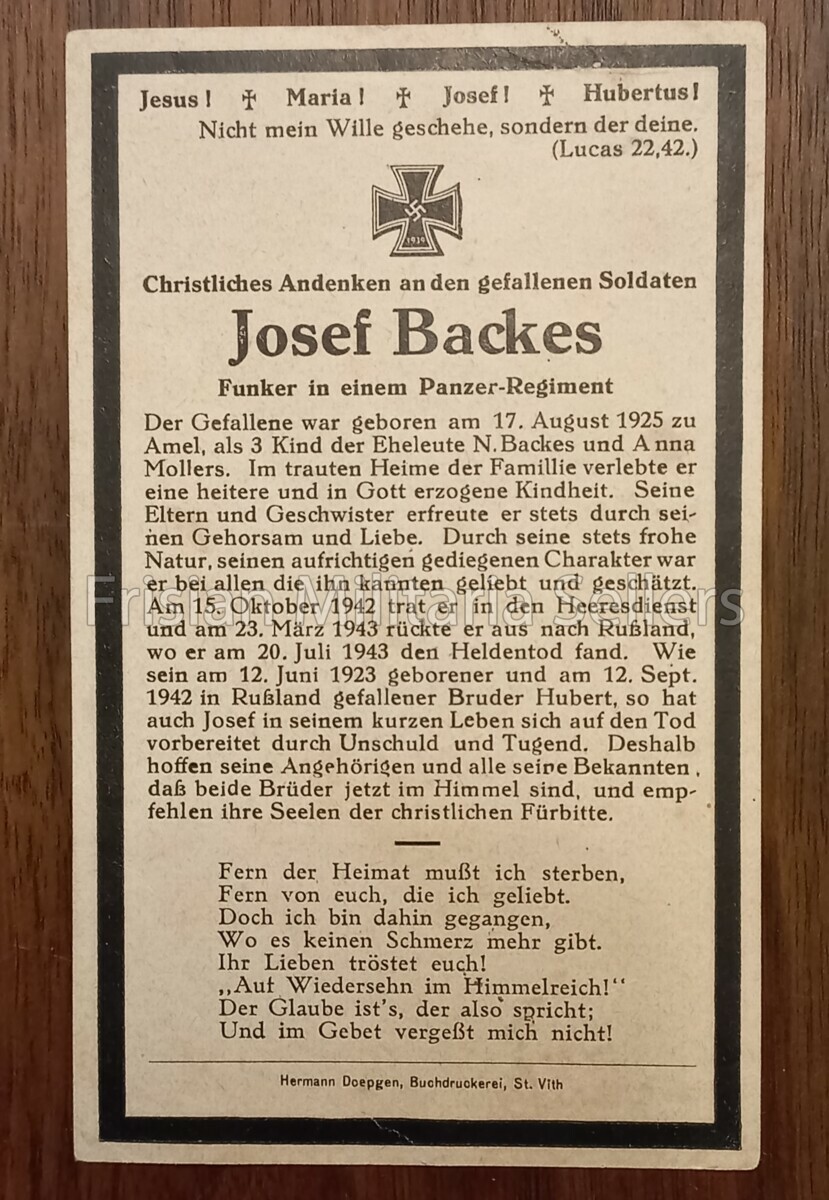 Jesus! ✝ Maria! ✝ Josef! ✝ Hubertus!
Nicht mein Wille geschehe, sondern der deine.
(Lucas 22,42.)
1939
Christliches Andenken an den gefallenen Soldaten
Josef Backes
Funker in einem Panzer-Regiment
Der Gefallene war geboren am 17. August 1925 zu
Amel, als 3 Kind der Eheleute N. Backes und Anna
Mollers. Im trauten Heime der Famillie verlebte er
eine heitere und in Gott erzogene Kindheit. Seine
Eltern und Geschwister erfreute er stets durch sei-
nen Gehorsam und Liebe. Durch seine stets frohe
Natur, seinen aufrichtigen gediegenen Charakter war
er bei allen die ihn kannten geliebt und geschätzt.
Frisian Militaria Sellers
Am 15. Oktober 1942 trat er in den Heeresdienst
und am 23. März 1943 rückte er aus nach Rußland,
wo er am 20. Juli 1943 den Heldentod fand. Wie
sein am 12. Juni 1923 geborener und am 12. Sept.
1942 in Rußland gefallener Bruder Hubert, so hat
auch Josef in seinem kurzen Leben sich auf den Tod
vorbereitet durch Unschuld und Tugend. Deshalb
hoffen seine Angehörigen und alle seine Bekannten,
daß beide Brüder jetzt im Himmel sind, und emp-
fehlen ihre Seelen der christlichen Fürbitte.
Fern der Heimat mußt ich sterben,
Fern von euch, die ich geliebt.
Doch ich bin dahin gegangen,
Wo es keinen Schmerz mehr gibt.
Ihr Lieben tröstet euch!
„Auf Wiedersehn im Himmelreich!“
Der Glaube ist's, der also spricht;
Und im Gebet vergeßt mich nicht!
Hermann Doepgen, Buchdruckerei, St. Vith